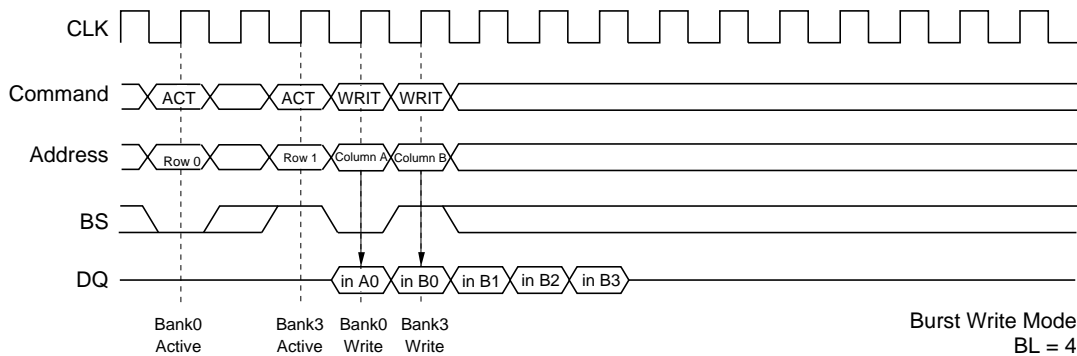 CLK
Command ACT ACT WRIT WRIT
Address Row 0 Row 1 Column A Column B
BS
DQ in A0 in B0 in B1 in B2 in B3
Bank0 Bank3 Bank0 Bank3
Active Active Write Write
Burst Write Mode
BL = 4